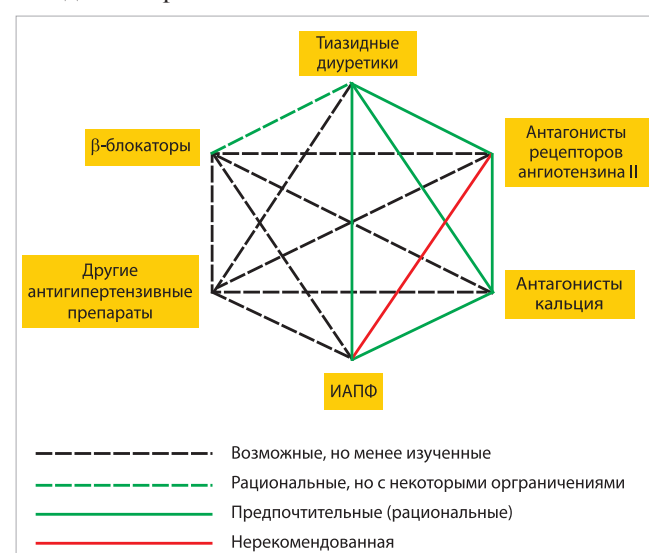 Тиазидные
диуретики
β-блокаторы
Антагонисты
рецепторов
ангиотензина II
Другие
антигипертензивные
препараты
Антагонисты
кальция
ИАПФ
Возможные, но менее изученные
Рациональные, но с некоторыми орграничениями
Предпочтительные (рациональные)
Нерекомендованная